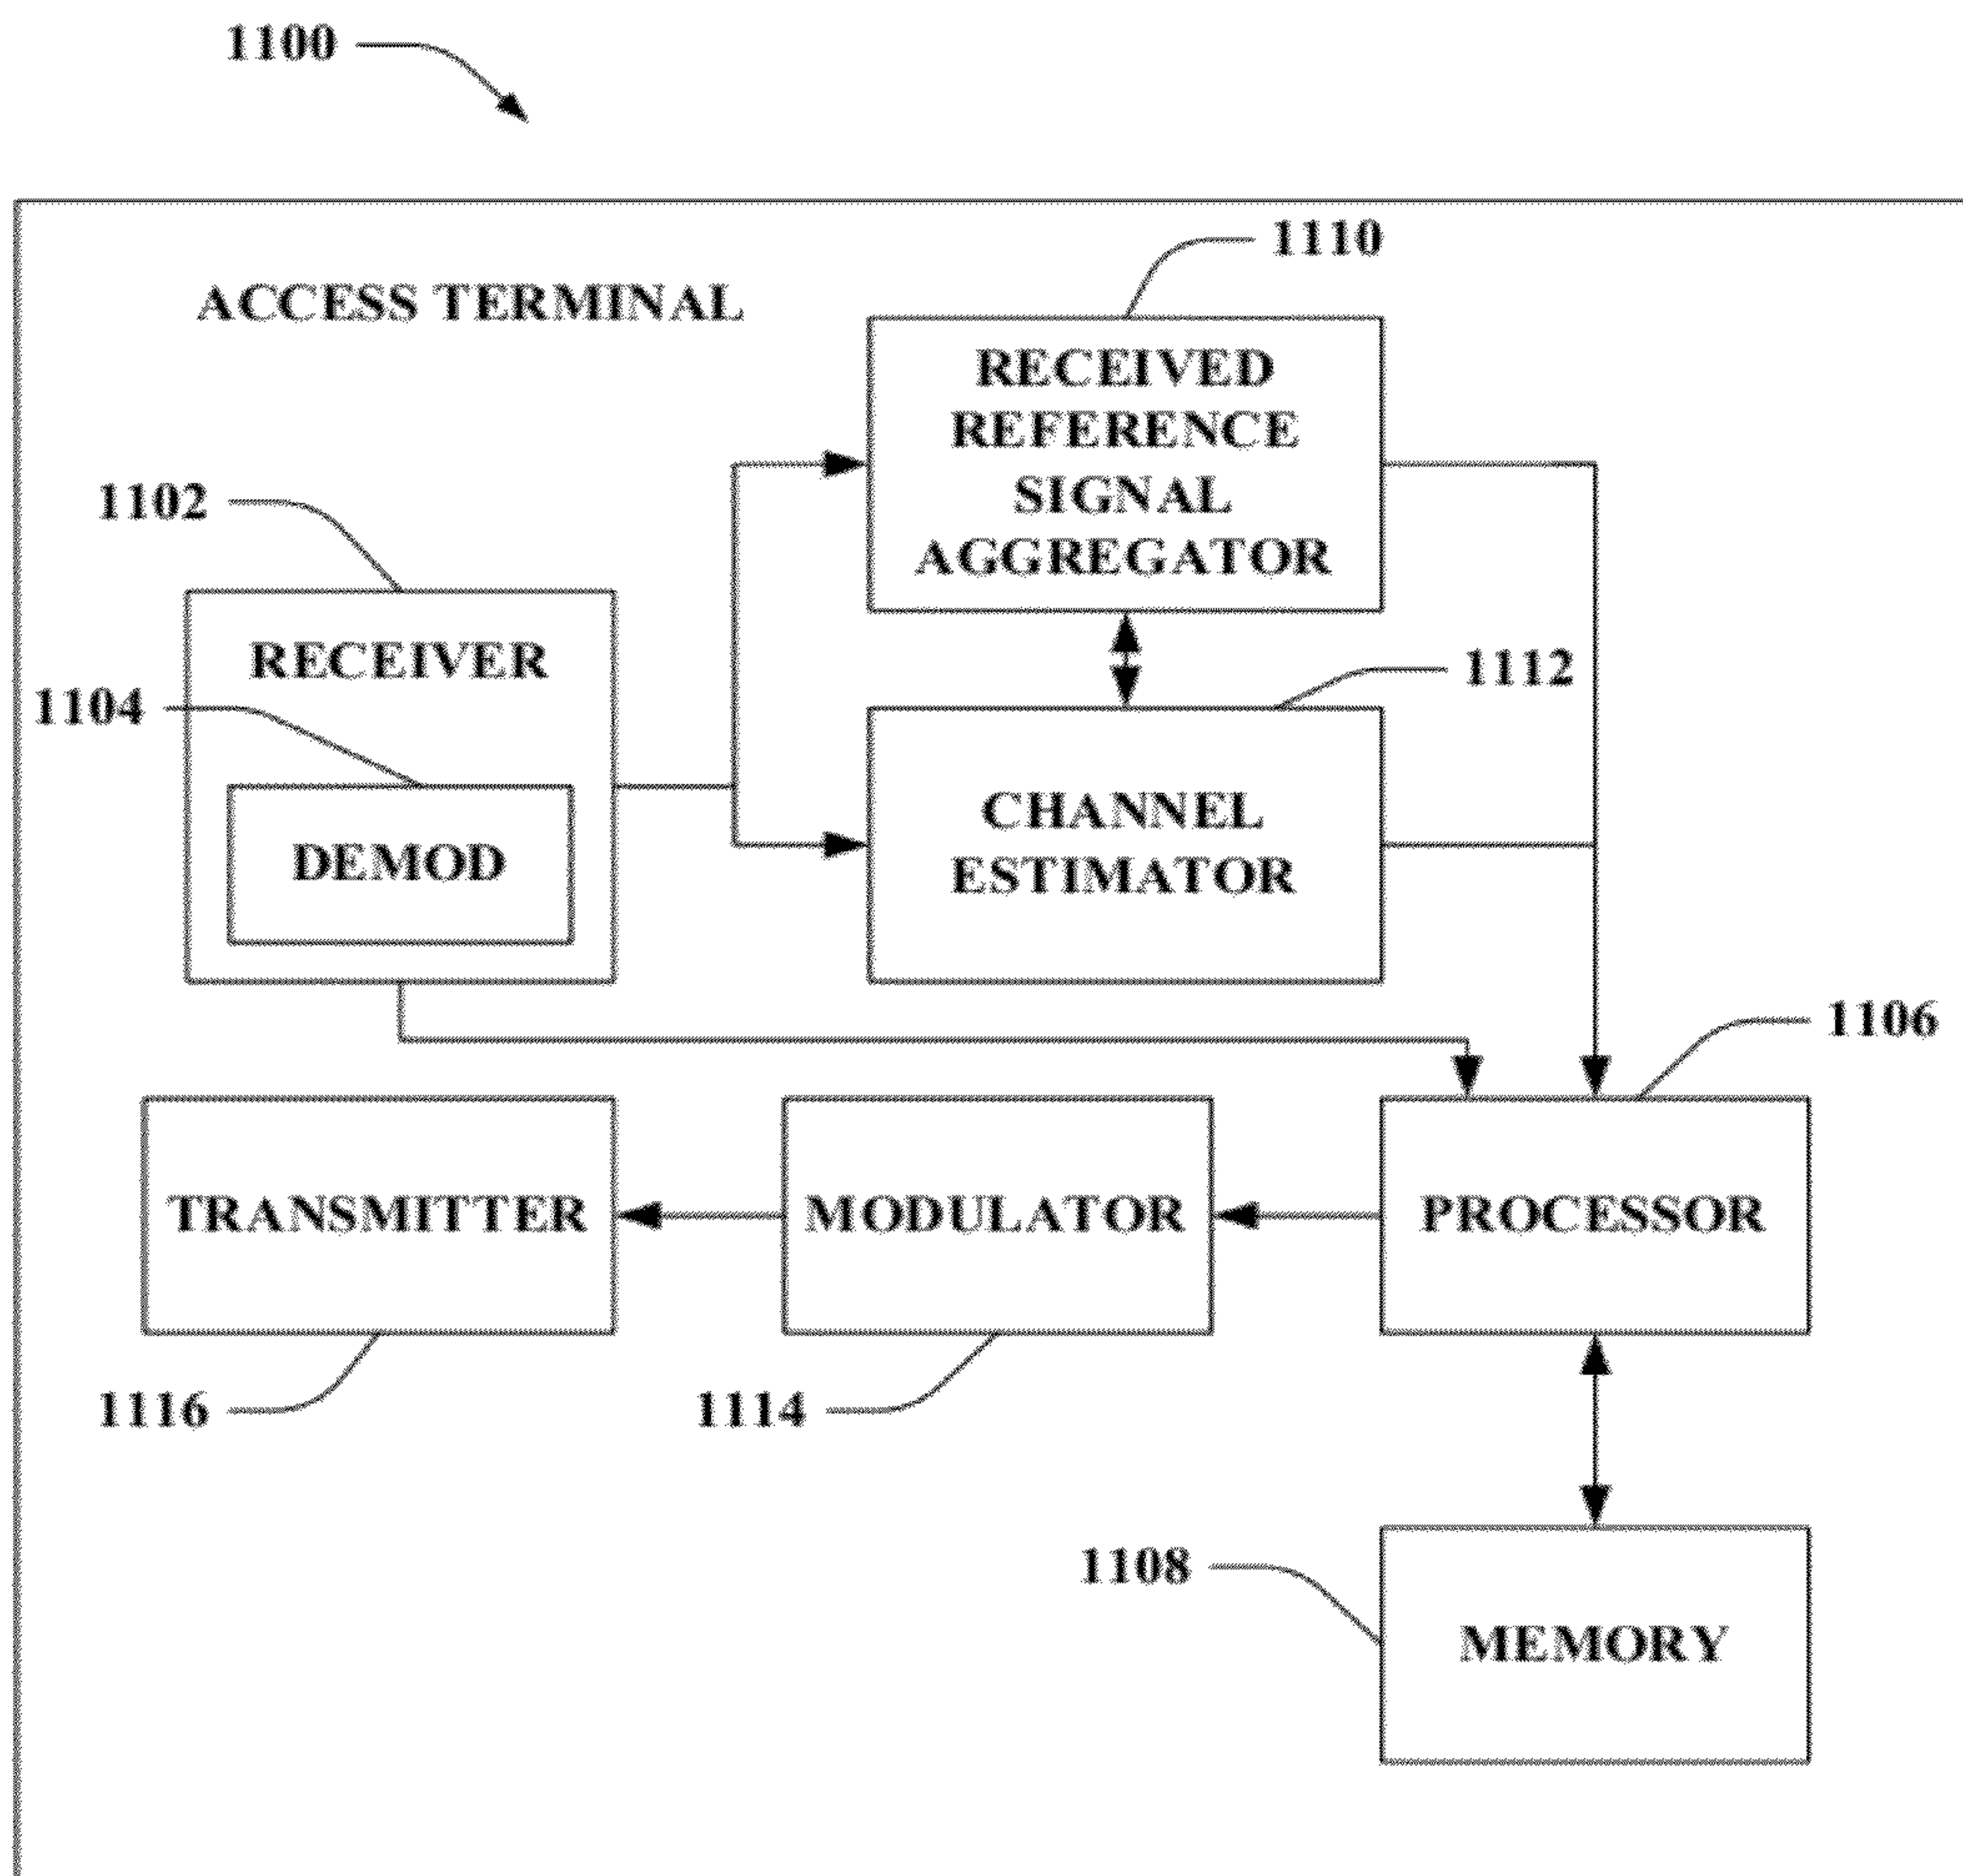 1100
ACCESS TERMINAL
1110
RECEIVED
REFERENCE
SIGNAL
AGGREGATOR
1102
RECEIVER
1104
DEMOD
1112
CHANNEL
ESTIMATOR
1106
TRANSMITTER
MODULATOR
PROCESSOR
1116
1114
1108
MEMORY